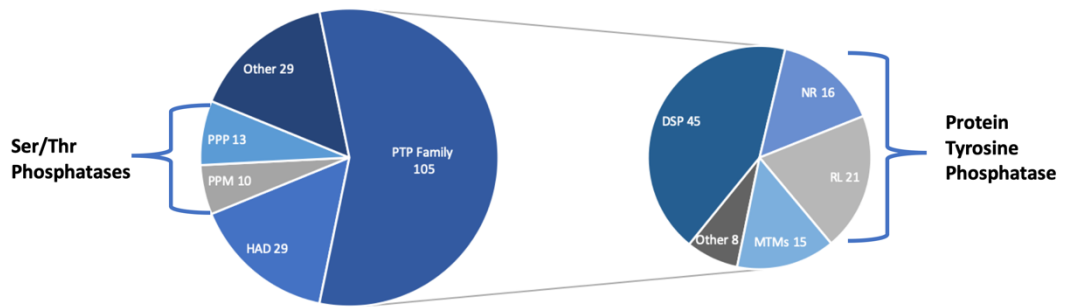 Other 29
PPP 13
PPM 10
HAD 29
PTP Family
105
Ser/Thr
Phosphatases
DSP 45
NR 16
RL 21
MTMs 15
Other 8
Protein
Tyrosine
Phosphatase